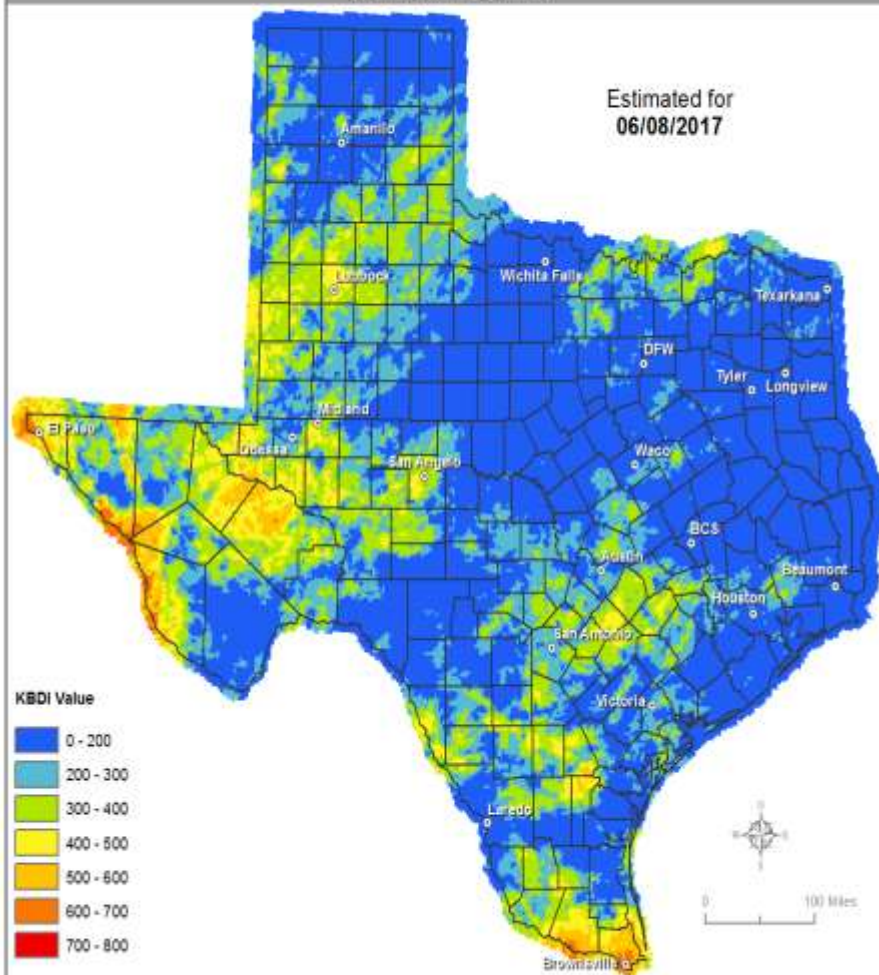 Estimated for
06/08/2017
Amarillo
Lubbock
Wichita Falls
Texarkana
DFW
Tyler
Longview
Midland
El Paso
Odessa
San Angelo
Waco
BCS
Austin
Beaumont
Houston
San Antonio
Victoria
Laredo
Brownsville
KBDI Value
0 - 200
200 - 300
300 - 400
400 - 500
500 - 600
600 - 700
700 - 800
0 100 Miles